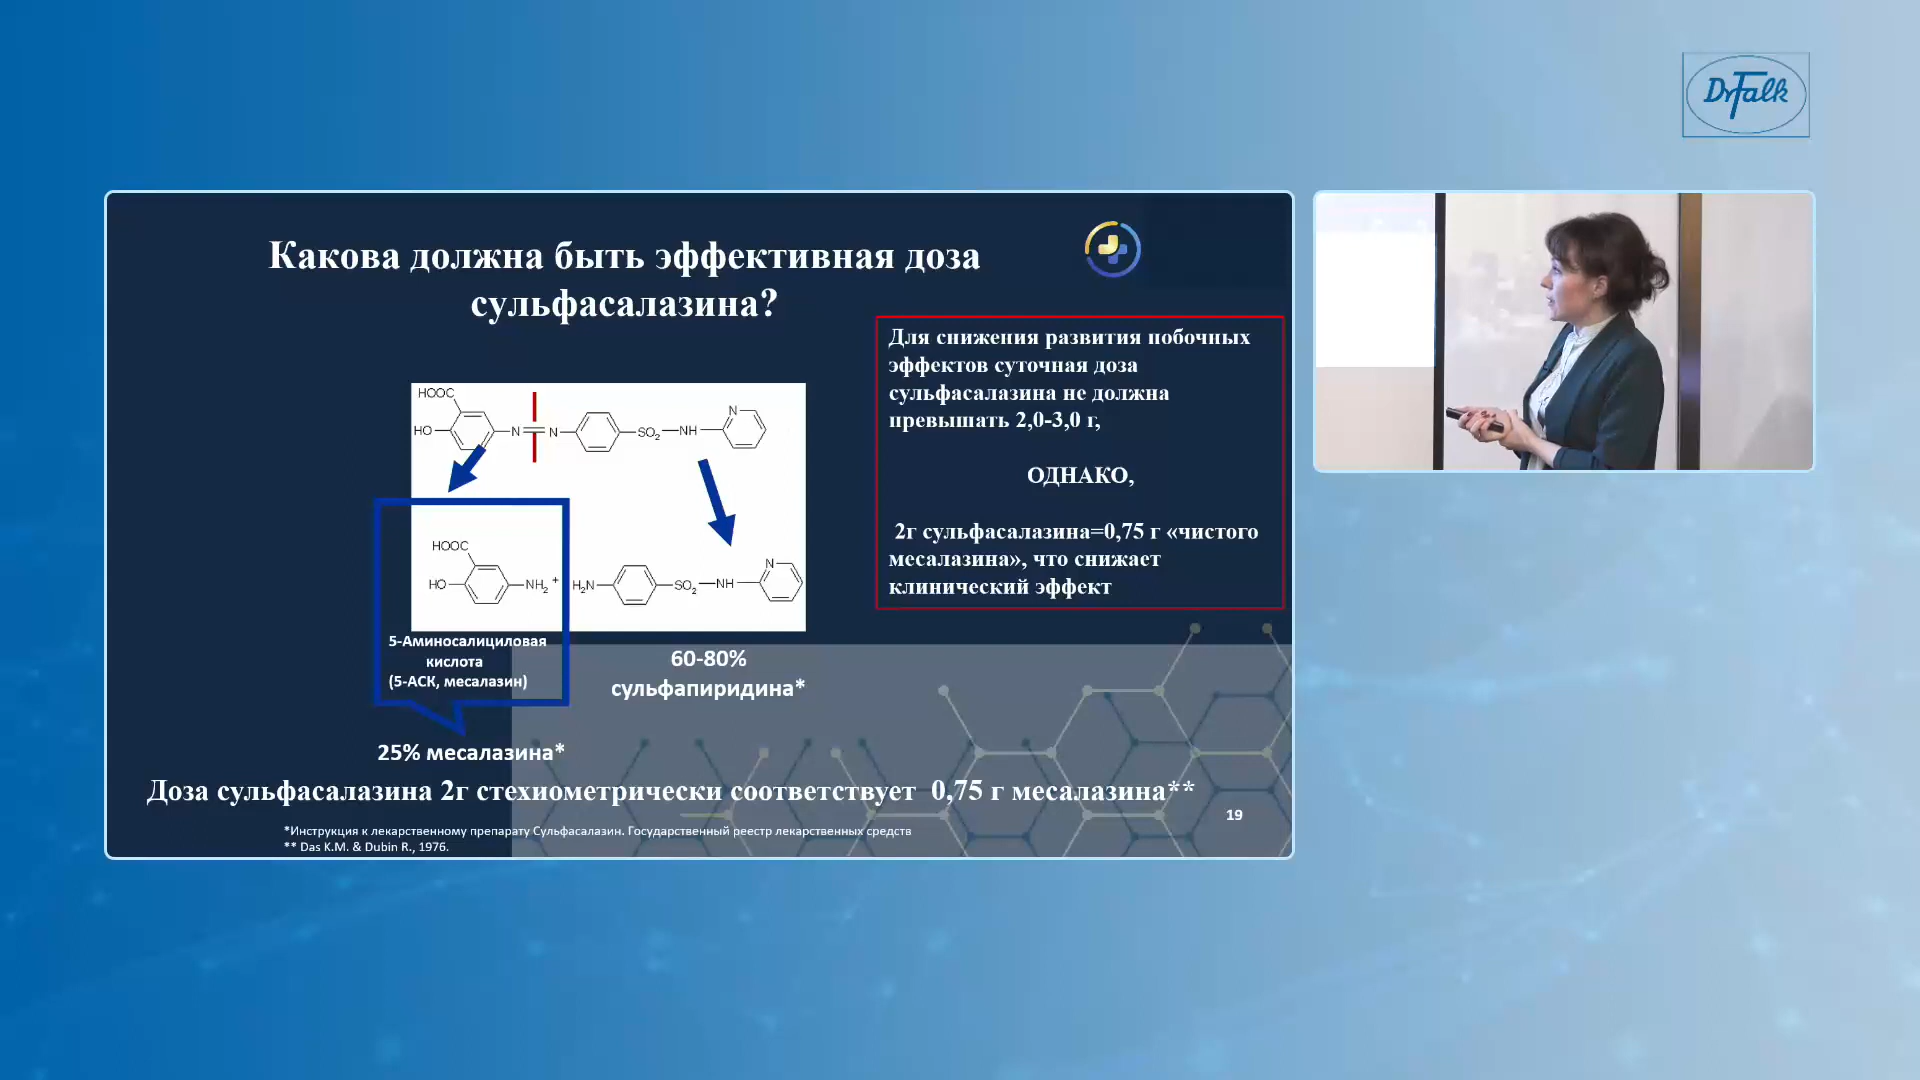 Dr Falk
Какова должна быть эффективная доза
сульфасалазина?
Для снижения развития побочных
эффектов суточная доза
сульфасалазина не должна
превышать 2,0-3,0 г,
ОДНАКО,
2г сульфасалазина=0,75 г «чистого
месалазина», что снижает
клинический эффект
HOOC
HO
N
N
SO2
NH
N
HOOC
HO
NH2
+
H2N
SO2
NH
N
5-Аминосалициловая
кислота
(5-АСК, месалазин)
60-80%
сульфапиридина*
25% месалазина*
Доза сульфасалазина 2г стехиометрически соответствует 0,75 г месалазина**
19
*Инструкция к лекарственному препарату Сульфасалазин. Государственный реестр лекарственных средств
** Das K.M. & Dubin R., 1976.